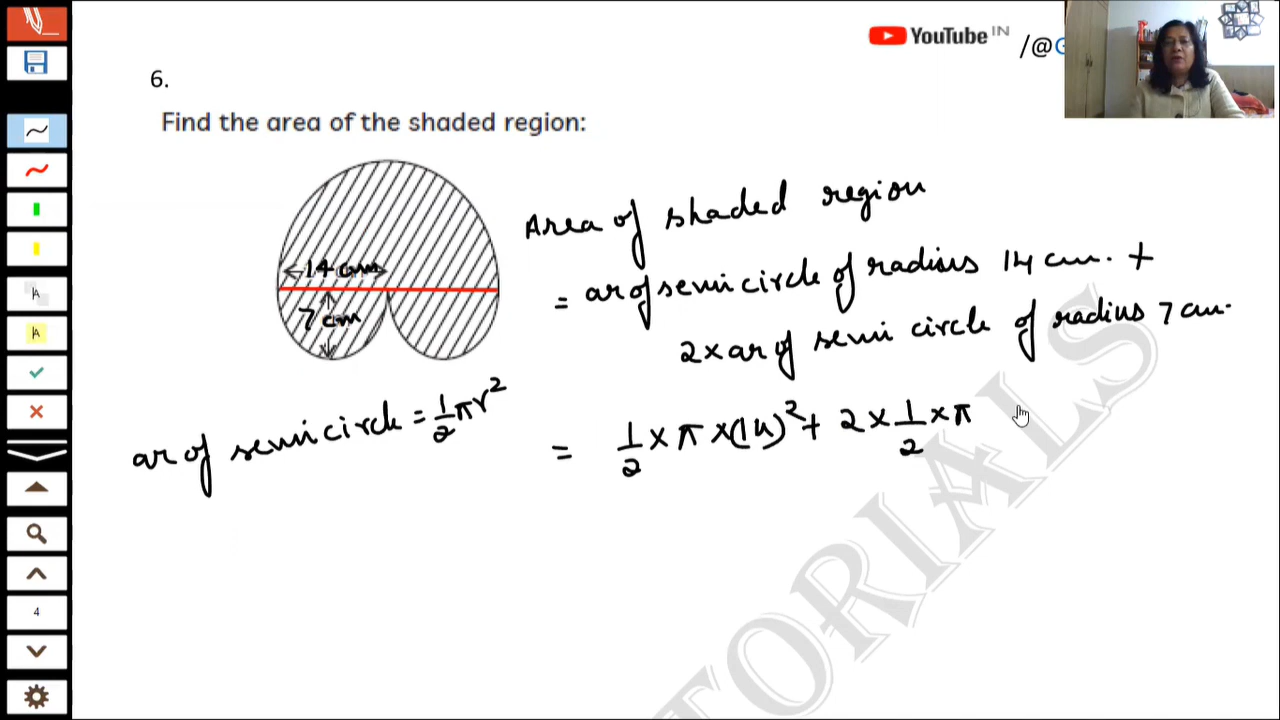 YouTube IN /@
6.
Find the area of the shaded region:
Area of shaded region
14 cm
= ar of semi circle of radius 14 cm. +
7 cm
2 × ar of semi circle of radius 7 cm.
ar of semi circle = 1/2 πr²
= 1/2 × π × (14)² + 2 × 1/2 × π
4
TORIALS